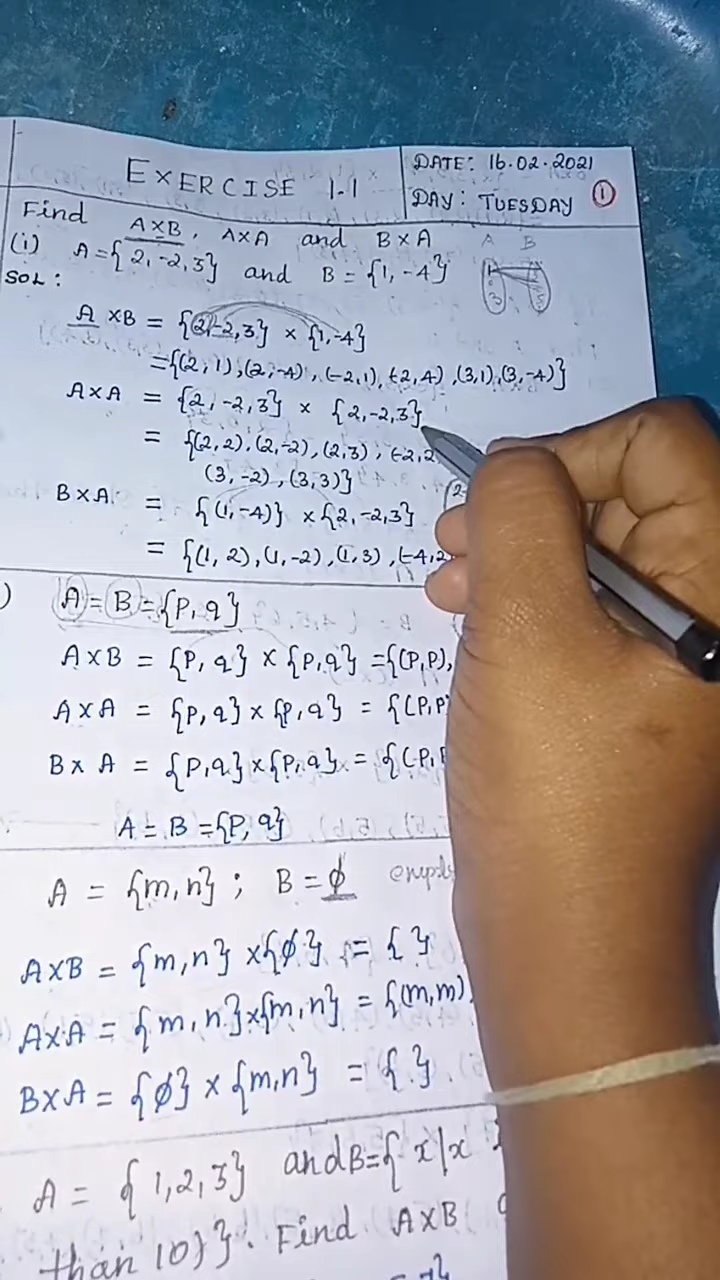 EXERCISE 1.1
DATE: 16.02.2021
DAY: TUESDAY
1
Find A×B, A×A and B×A
(i) A={2,-2,3} and B={1,-4}
A B
SOL:
A×B = {2,-2,3} × {1,-4}
={(2,1),(2,-4),(-2,1),(-2,4),(3,1),(3,-4)}
A×A = {2,-2,3} × {2,-2,3}
= {(2,2),(2,-2),(2,3),(-2,2
(3,-2),(3,3)}
B×A = {(1,-4)} × {2,-2,3}
= {(1,2),(1,-2),(1,3),(-4,2
) A=B={P,q}
A×B = {P,q} × {P,q} ={(P,P),
A×A = {P,q}×{P,q} = {(P,P
B×A = {P,q}×{P,q} = {(P,
A=B={P,q}
A = {m,n} ; B=ϕ
A×B = {m,n} ×{ϕ} = { }
A×A = {m,n}×{m,n} = {(m,m)
B×A = {ϕ} × {m,n} = { }
A = {1,2,3} and B={x/x
than 10}}. Find A×B